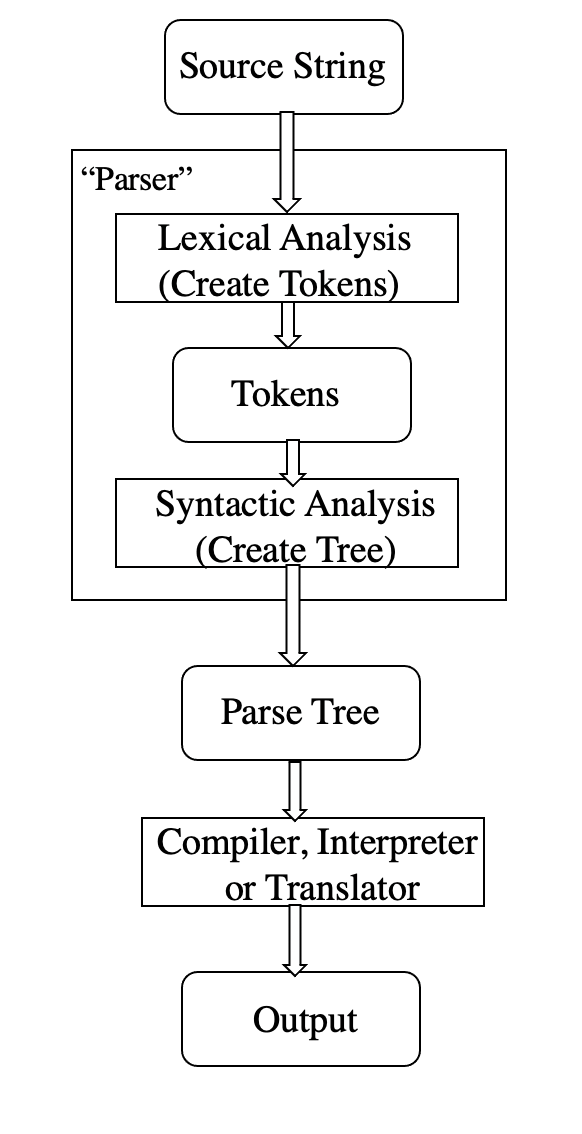 Source String
“Parser”
Lexical Analysis
(Create Tokens)
Tokens
Syntactic Analysis
(Create Tree)
Parse Tree
Compiler, Interpreter
or Translator
Output